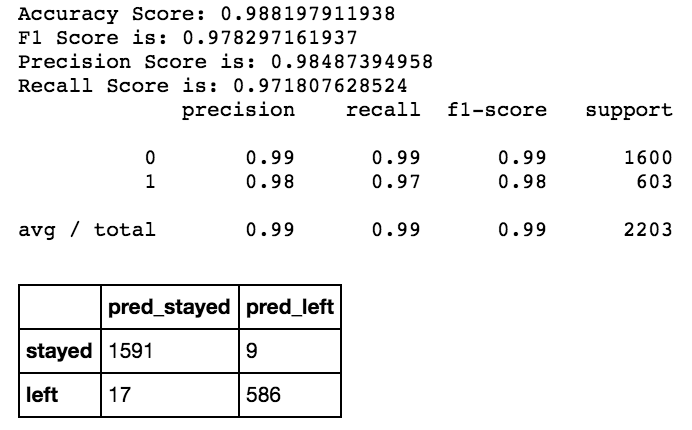 Accuracy Score: 0.988197911938
F1 Score is: 0.978297161937
Precision Score is: 0.98487394958
Recall Score is: 0.971807628524
precision recall f1-score support
0 0.99 0.99 0.99 1600
1 0.98 0.97 0.98 603
avg / total 0.99 0.99 0.99 2203
pred_stayed pred_left
stayed 1591 9
left 17 586